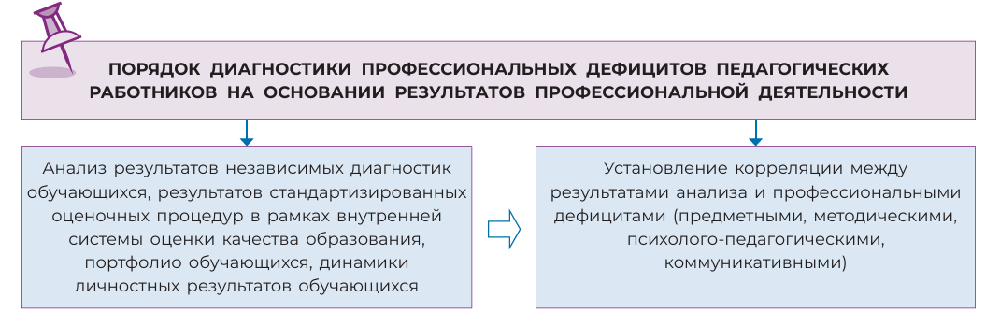 ПОРЯДОК ДИАГНОСТИКИ ПРОФЕССИОНАЛЬНЫХ ДЕФИЦИТОВ ПЕДАГОГИЧЕСКИХ
РАБОТНИКОВ НА ОСНОВАНИИ РЕЗУЛЬТАТОВ ПРОФЕССИОНАЛЬНОЙ ДЕЯТЕЛЬНОСТИ
Анализ результатов независимых диагностик
обучающихся, результатов стандартизированных
оценочных процедур в рамках внутренней
системы оценки качества образования,
портфолио обучающихся, динамики
личностных результатов обучающихся
Установление корреляции между
результатами анализа и профессиональными
дефицитами (предметными, методическими,
психолого-педагогическими,
коммуникативными)